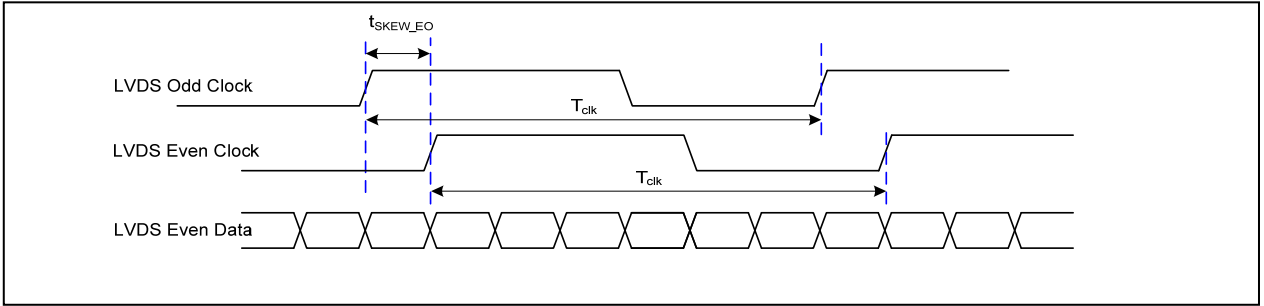 tSKEW_EO
LVDS Odd Clock
Tclk
LVDS Even Clock
Tclk
LVDS Even Data